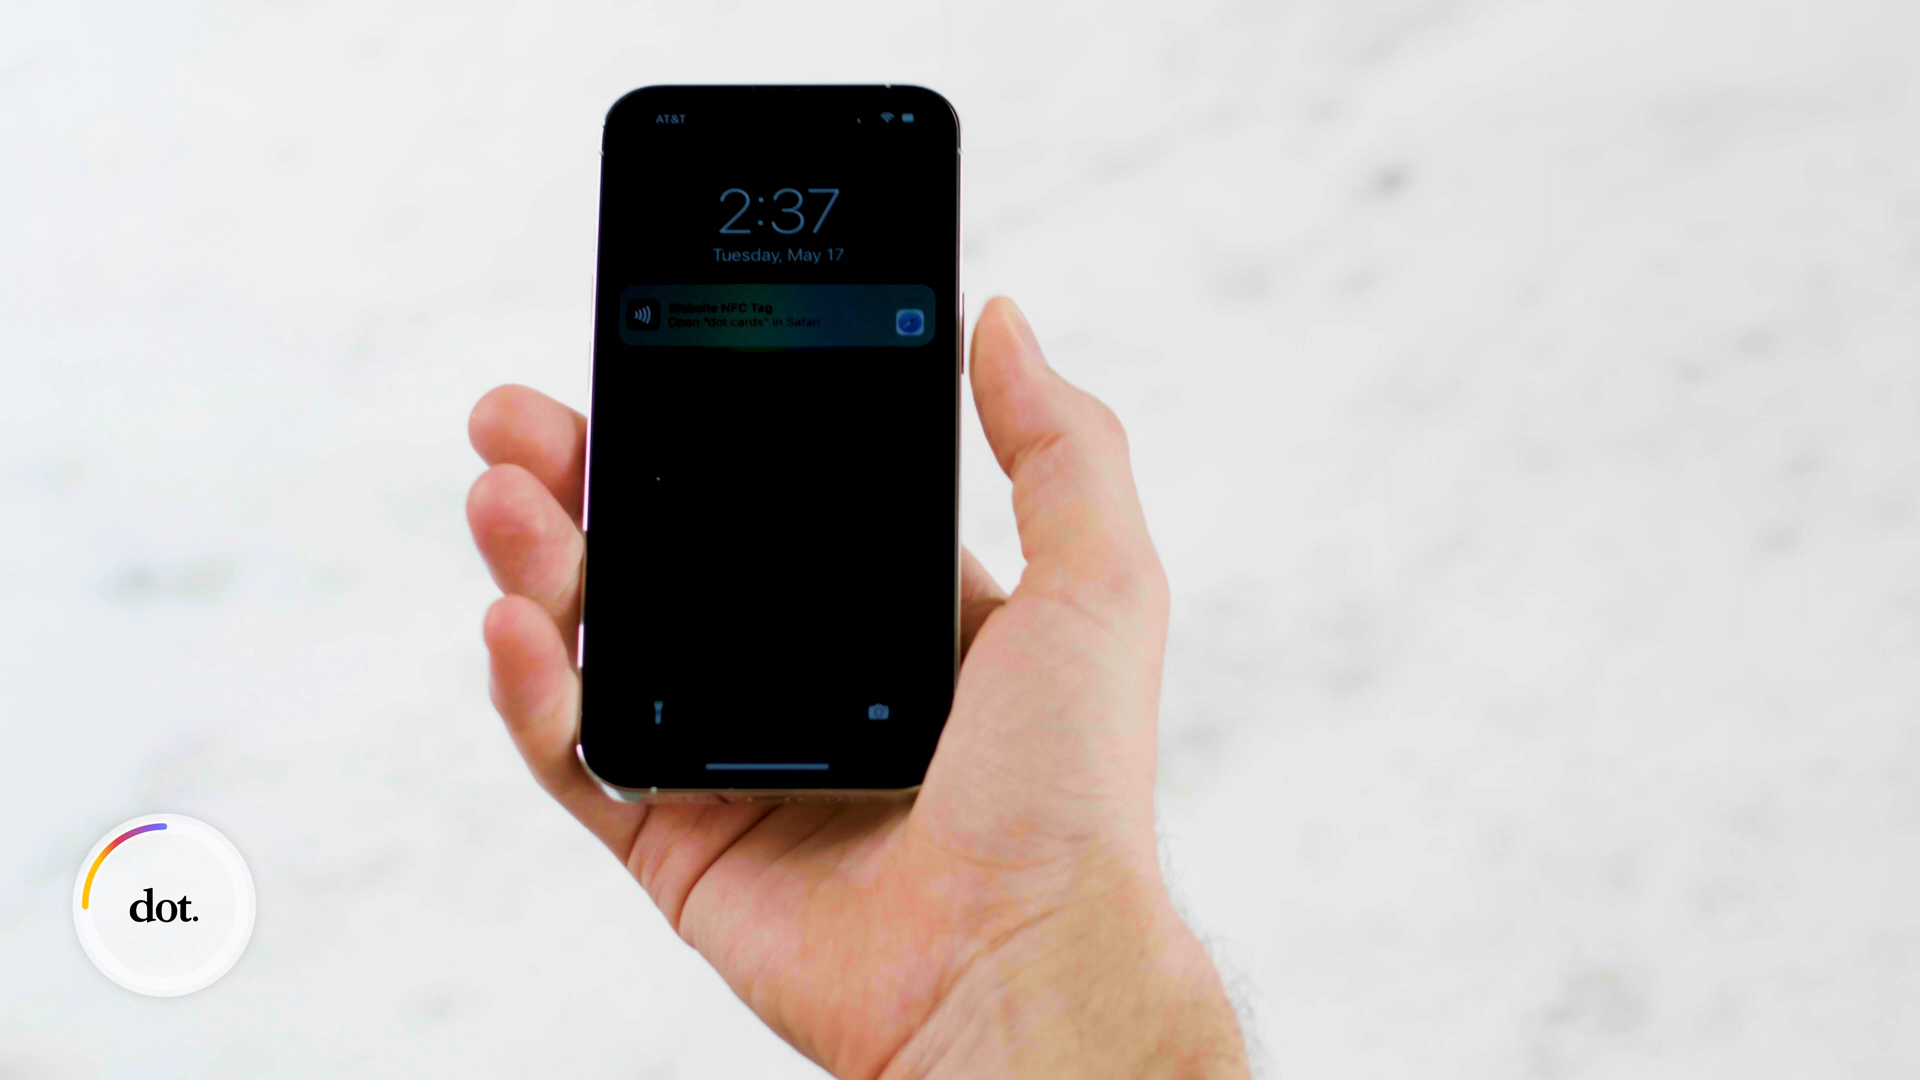 AT&T
2:37
Tuesday, May 17
Website NFC Tag
Open "dot.cards" in Safari
dot.